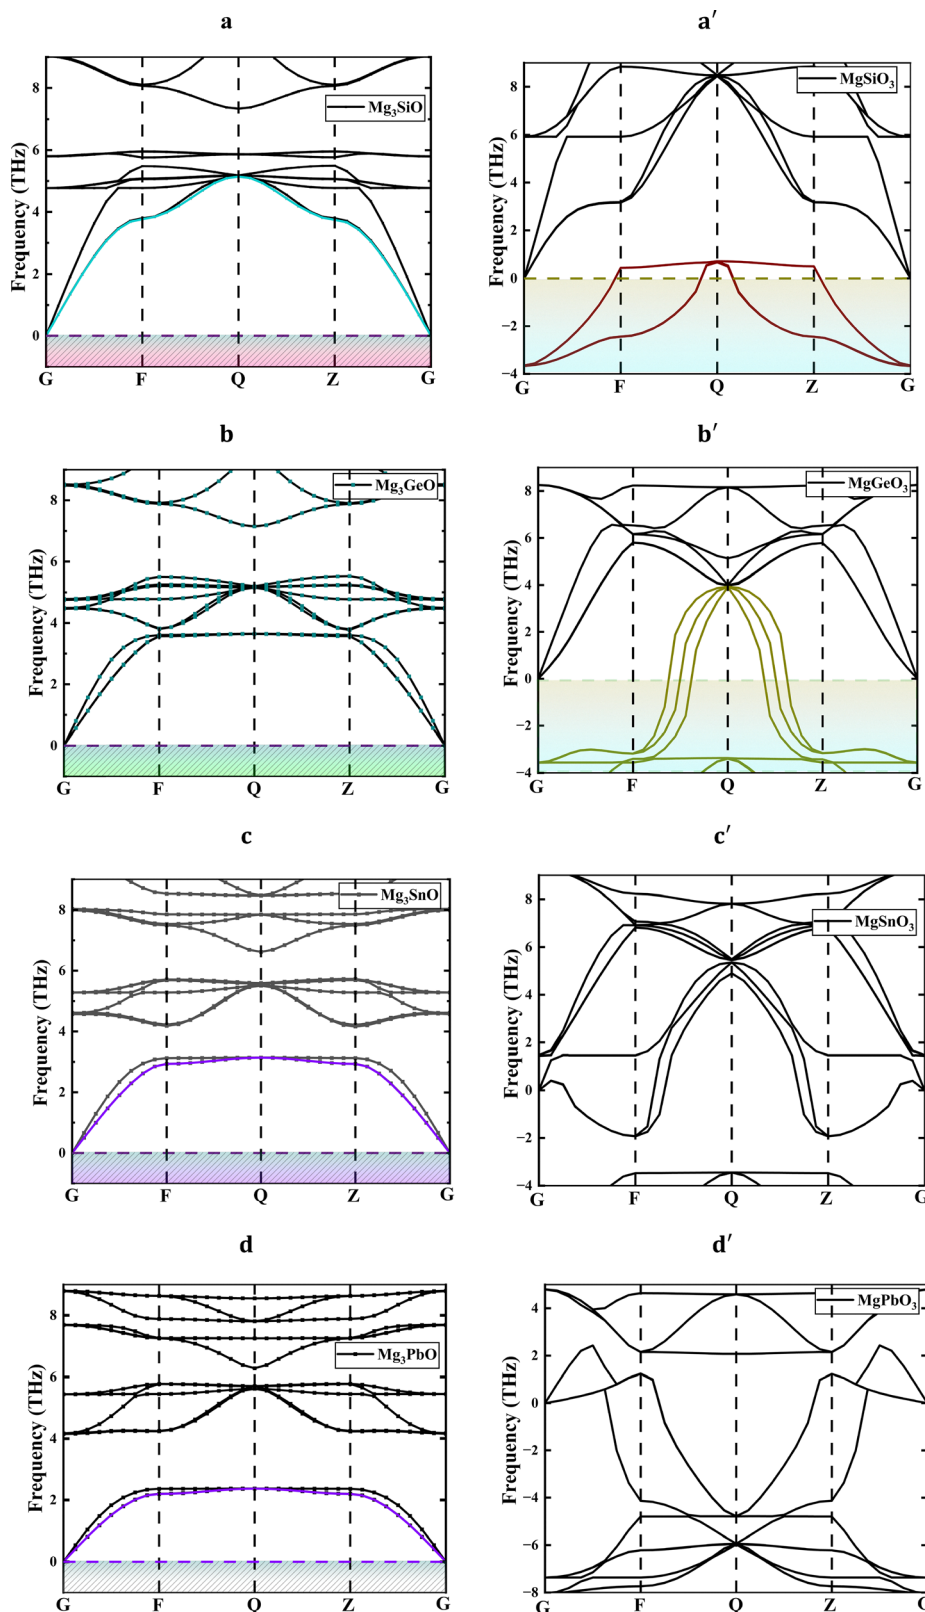 a
Mg₃SiO
Frequency (THz)
8
6
4
2
0
G F Q Z G
a′
MgSiO₃
Frequency (THz)
8
6
4
2
0
−2
−4
G F Q Z G
b
Mg₃GeO
Frequency (THz)
8
6
4
2
0
G F Q Z G
b′
MgGeO₃
Frequency (THz)
8
6
4
2
0
−2
−4
G F Q Z G
c
Mg₃SnO
Frequency (THz)
8
6
4
2
0
G F Q Z G
c′
MgSnO₃
Frequency (THz)
8
6
4
2
0
−2
−4
G F Q Z G
d
Mg₃PbO
Frequency (THz)
8
6
4
2
0
G F Q Z G
d′
MgPbO₃
Frequency (THz)
4
2
0
−2
−4
−6
−8
G F Q Z G